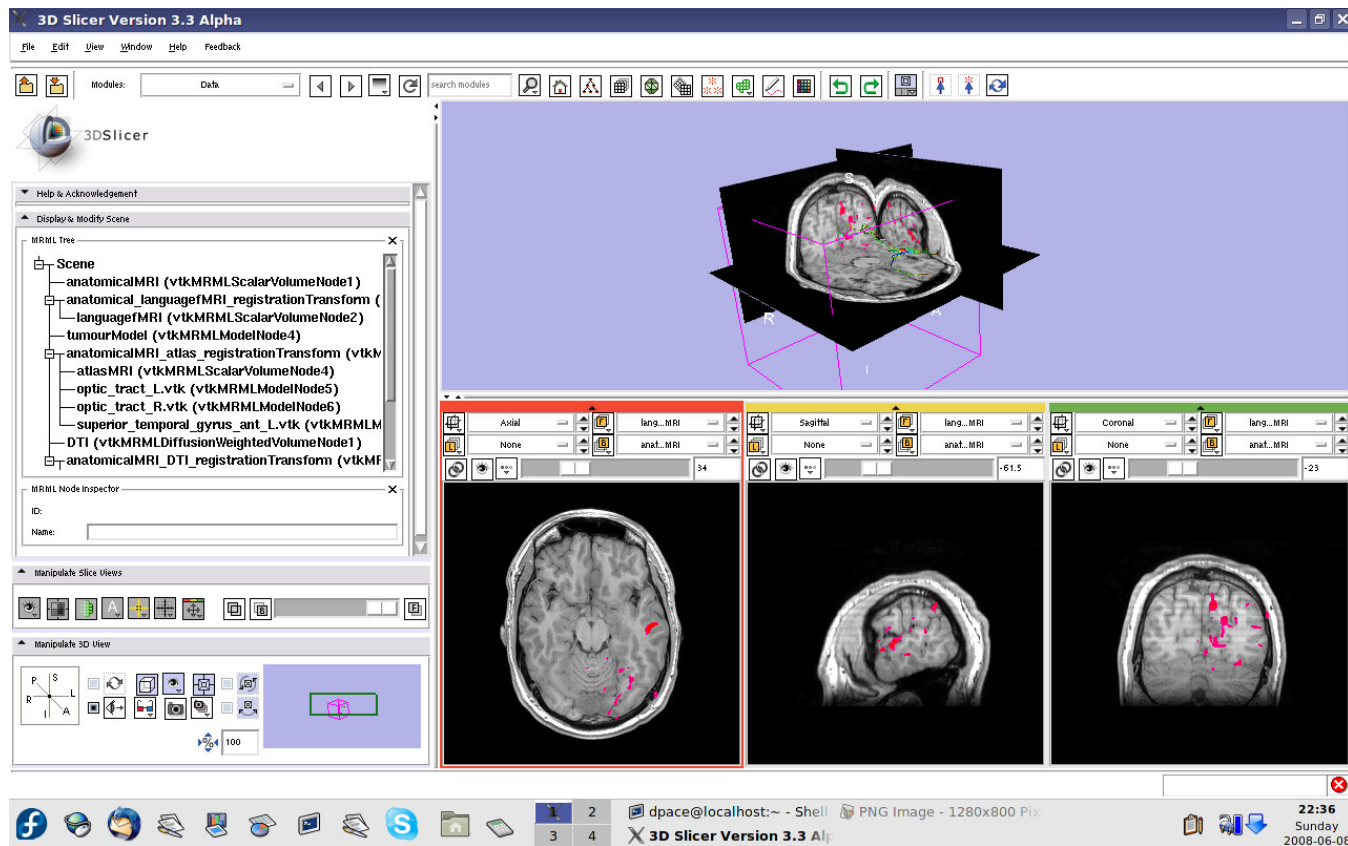 3D Slicer Version 3.3 Alpha
File Edit View Window Help Feedback
Modules: Data search modules
3DSlicer
Help & Acknowledgement
Display & Modify Scene
MRML Tree
Scene
anatomicalMRI (vtkMRMLScalarVolumeNode1)
anatomical_languagefMRI_registrationTransform (
languagefMRI (vtkMRMLScalarVolumeNode2)
tumourModel (vtkMRMLModelNode4)
anatomicalMRI_atlas_registrationTransform (vtkM
atlasMRI (vtkMRMLScalarVolumeNode4)
optic_tract_L.vtk (vtkMRMLModelNode5)
optic_tract_R.vtk (vtkMRMLModelNode6)
superior_temporal_gyrus_ant_L.vtk (vtkMRMLM
DTI (vtkMRMLDiffusionWeightedVolumeNode1)
anatomicalMRI_DTI_registrationTransform (vtkMF
MRML Node Inspector
ID:
Name:
Manipulate Slice Views
A B F
Manipulate 3D View
P S
R L
I A
100
S
R A
I
Axial F lang...MRI
L None B anat...MRI
34
Sagittal F lang...MRI
L None B anat...MRI
-61.5
Coronal F lang...MRI
L None B anat...MRI
-23
1 2
3 4
dpace@localhost:~ - Shell
PNG Image - 1280x800 Pix
3D Slicer Version 3.3 Alp
22:36
Sunday
2008-06-08